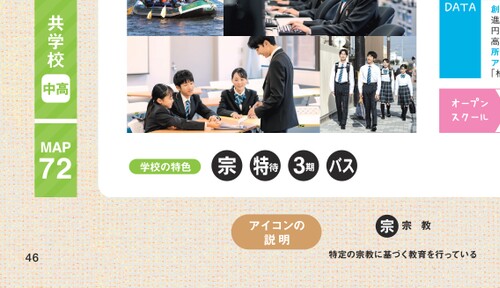 共学校
中高
MAP
72
DATA
オープン
スクール
学校の特色
宗 特待 3期 バス
アイコンの
説明
宗 宗教
特定の宗教に基づく教育を行っている
46